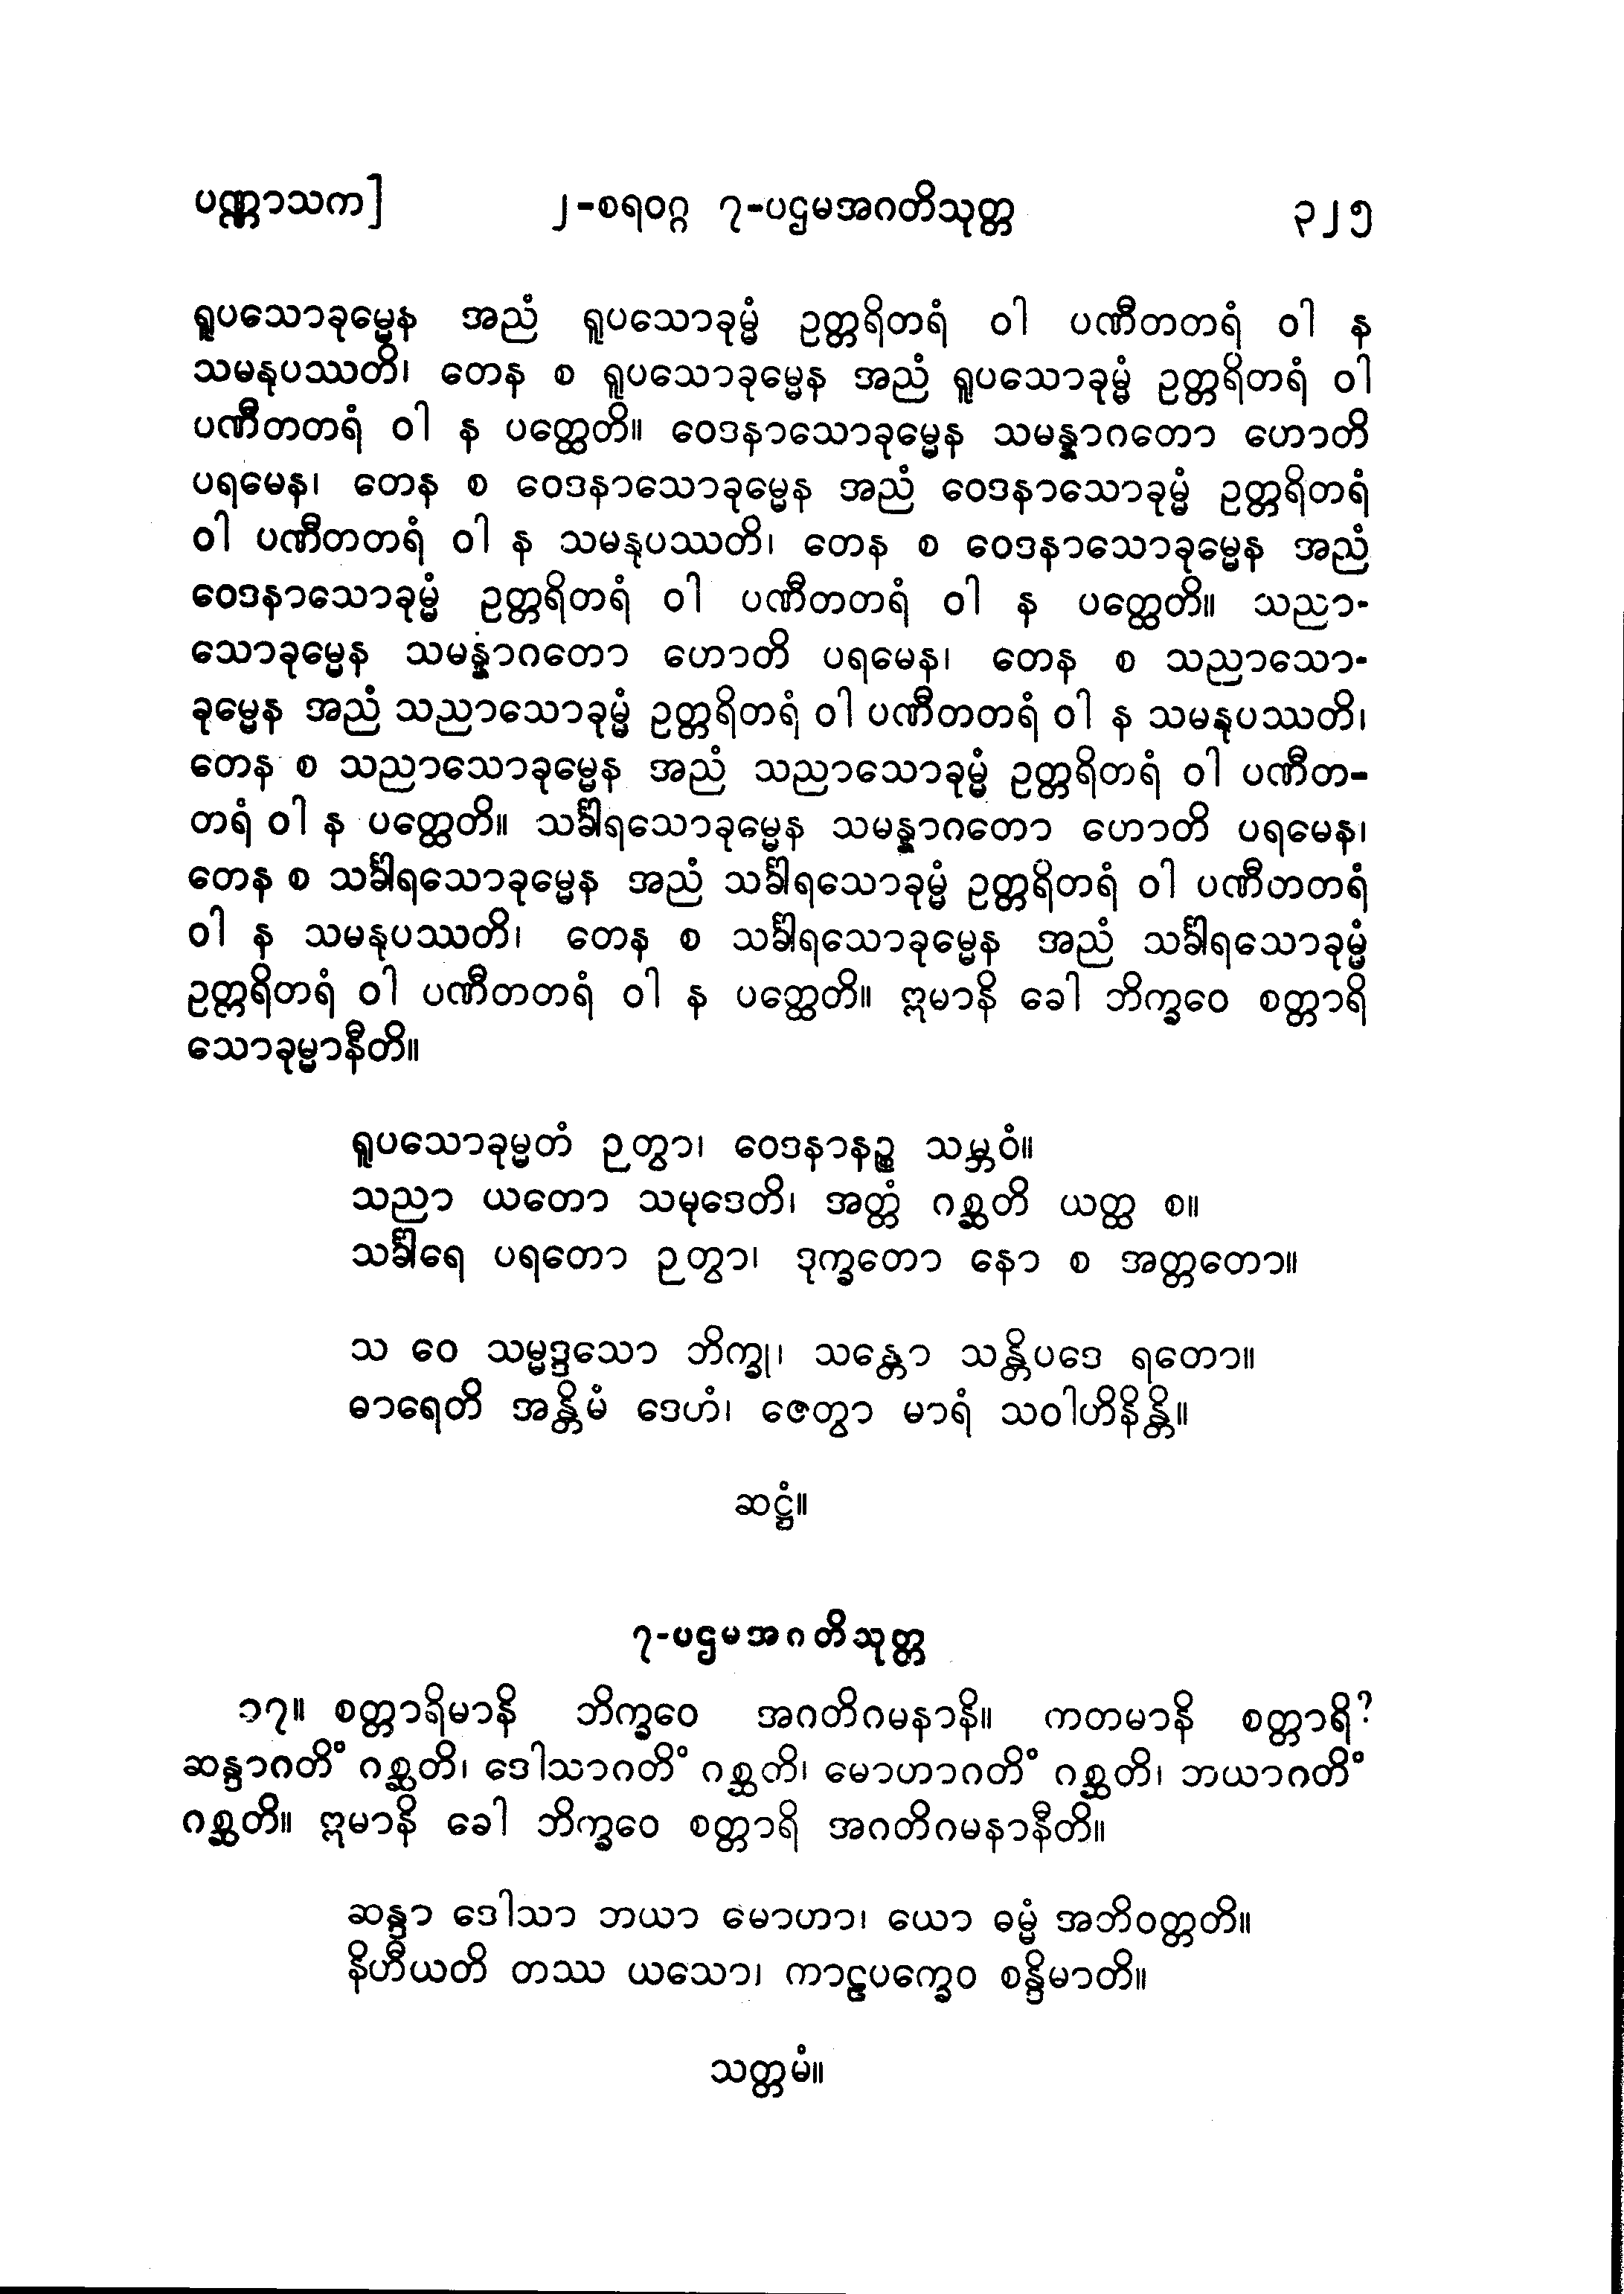 ပဏ္ဏာသက] ၂-စရဝဂ္ဂ ၇-ပဌမအဂတိသုတ္တ ၃၂၅
ရူပသောခုမ္မေန အညံ ရူပသောခုမ္မံ ဥတ္တရိတရံ ဝါ ပဏီတတရံ ဝါ န
သမနုပဿတိ၊ တေန စ ရူပသောခုမ္မေန အညံ ရူပသောခုမ္မံ ဥတ္တရိတရံ ဝါ
ပဏီတတရံ ဝါ န ပတ္ထေတိ။ ဝေဒနာသောခုမ္မေန သမန္နာဂတော ဟောတိ
ပရမေန၊ တေန စ ဝေဒနာသောခုမ္မေန အညံ ဝေဒနာသောခုမ္မံ ဥတ္တရိတရံ
ဝါ ပဏီတတရံ ဝါ န သမနုပဿတိ၊ တေန စ ဝေဒနာသောခုမ္မေန အညံ
ဝေဒနာသောခုမ္မံ ဥတ္တရိတရံ ဝါ ပဏီတတရံ ဝါ န ပတ္ထေတိ။ သညာ-
သောခုမ္မေန သမန္နာဂတော ဟောတိ ပရမေန၊ တေန စ သညာသော-
ခုမ္မေန အညံ သညာသောခုမ္မံ ဥတ္တရိတရံ ဝါ ပဏီတတရံ ဝါ န သမနုပဿတိ၊
တေန စ သညာသောခုမ္မေန အညံ သညာသောခုမ္မံ ဥတ္တရိတရံ ဝါ ပဏီတ-
တရံ ဝါ န ပတ္ထေတိ။ သင်္ခါရသောခုမ္မေန သမန္နာဂတော ဟောတိ ပရမေန၊
တေန စ သင်္ခါရသောခုမ္မေန အညံ သင်္ခါရသောခုမ္မံ ဥတ္တရိတရံ ဝါ ပဏီတတရံ
ဝါ န သမနုပဿတိ၊ တေန စ သင်္ခါရသောခုမ္မေန အညံ သင်္ခါရသောခုမ္မံ
ဥတ္တရိတရံ ဝါ ပဏီတတရံ ဝါ န ပတ္ထေတိ။ ဣမာနိ ခေါ ဘိက္ခဝေ စတ္တာရိ
သောခုမ္မာနီတိ။
ရူပသောခုမ္မတံ ဉတွာ၊ ဝေဒနာနဉ္စ သမ္ဘဝံ။
သညာ ယတော သမုဒေတိ၊ အတ္ထံ ဂစ္ဆတိ ယတ္ထ စ။
သင်္ခါရေ ပရတော ဉတွာ၊ ဒုက္ခတော နော စ အတ္တတော။
သ ဝေ သမ္မဒ္ဒသော ဘိက္ခု၊ သန္တော သန္တိပဒေ ရတော။
ဓာရေတိ အန္တိမံ ဒေဟံ၊ ဇေတွာ မာရံ သဝါဟိနိန္တိ။
ဆဋ္ဌံ။
၇-ပဌမအဂတိသုတ္တ
၁၇။ စတ္တာရိမာနိ ဘိက္ခဝေ အဂတိဂမနာနိ။ ကတမာနိ စတ္တာရိ?
ဆန္ဒာဂတိံ ဂစ္ဆတိ၊ ဒေါသာဂတိံ ဂစ္ဆတိ၊ မောဟာဂတိံ ဂစ္ဆတိ၊ ဘယာဂတိံ
ဂစ္ဆတိ။ ဣမာနိ ခေါ ဘိက္ခဝေ စတ္တာရိ အဂတိဂမနာနီတိ။
ဆန္ဒာ ဒေါသာ ဘယာ မောဟာ၊ ယော ဓမ္မံ အတိဝတ္တတိ။
နိဟီယတိ တဿ ယသော၊ ကာဠပက္ခေဝ စန္ဒိမာတိ။
သတ္တမံ။